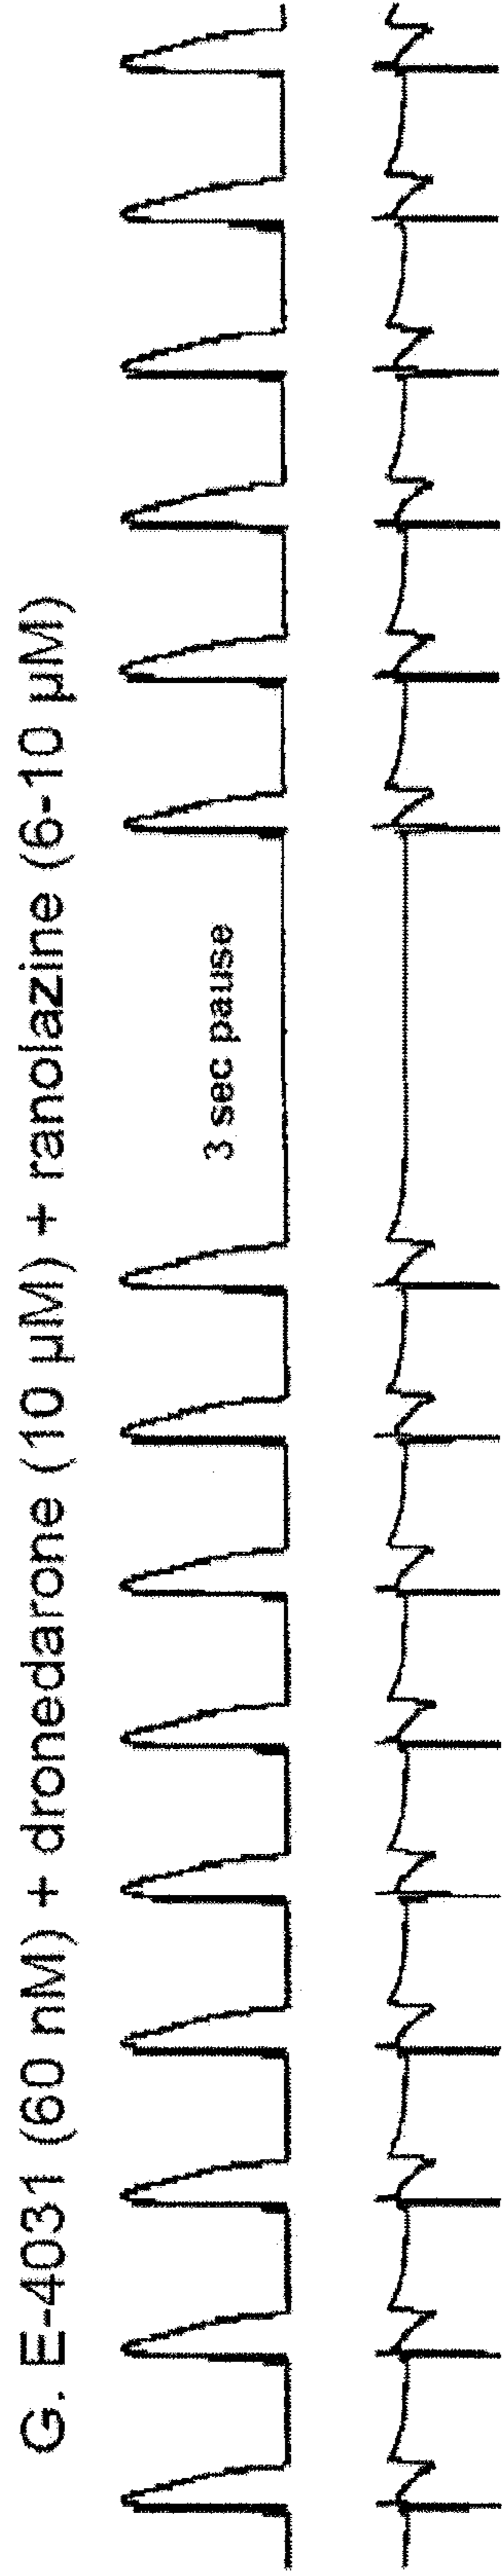 G. E-4031 (60 nM) + dronedarone (10 μM) + ranolazine (6-10 μM)
3 sec pause